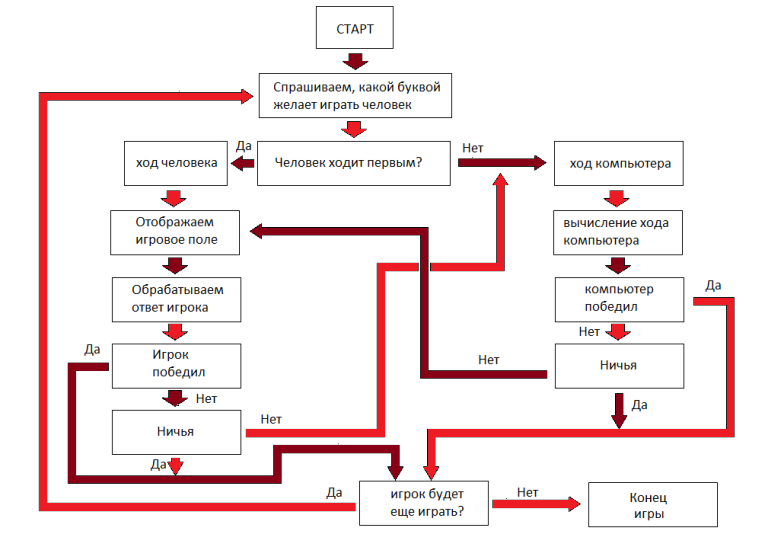 СТАРТ
Спрашиваем, какой буквой
желает играть человек
Да
Нет
ход человека
Человек ходит первым?
ход компьютера
Отображаем
игровое поле
вычисление хода
компьютера
Обрабатываем
ответ игрока
компьютер
победил
Да
Нет
Да
Игрок
победил
Нет
Ничья
Нет
Да
Ничья
Нет
Да
Да
игрок будет
еще играть?
Нет
Конец
игры